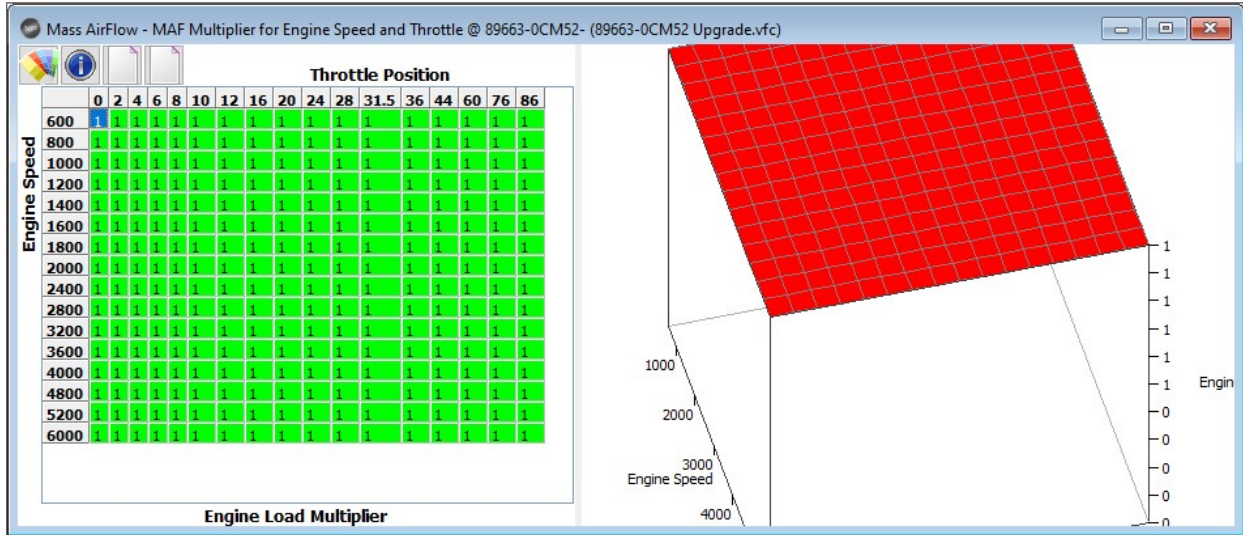 Mass AirFlow - MAF Multiplier for Engine Speed and Throttle @ 89663-0CM52- (89663-0CM52 Upgrade.vfc)
Throttle Position
0 2 4 6 8 10 12 16 20 24 28 31.5 36 44 60 76 86
Engine Speed
600 1 1 1 1 1 1 1 1 1 1 1 1 1 1 1 1 1
800 1 1 1 1 1 1 1 1 1 1 1 1 1 1 1 1 1
1000 1 1 1 1 1 1 1 1 1 1 1 1 1 1 1 1 1
1200 1 1 1 1 1 1 1 1 1 1 1 1 1 1 1 1 1
1400 1 1 1 1 1 1 1 1 1 1 1 1 1 1 1 1 1
1600 1 1 1 1 1 1 1 1 1 1 1 1 1 1 1 1 1
1800 1 1 1 1 1 1 1 1 1 1 1 1 1 1 1 1 1
2000 1 1 1 1 1 1 1 1 1 1 1 1 1 1 1 1 1
2400 1 1 1 1 1 1 1 1 1 1 1 1 1 1 1 1 1
2800 1 1 1 1 1 1 1 1 1 1 1 1 1 1 1 1 1
3200 1 1 1 1 1 1 1 1 1 1 1 1 1 1 1 1 1
3600 1 1 1 1 1 1 1 1 1 1 1 1 1 1 1 1 1
4000 1 1 1 1 1 1 1 1 1 1 1 1 1 1 1 1 1
4800 1 1 1 1 1 1 1 1 1 1 1 1 1 1 1 1 1
5200 1 1 1 1 1 1 1 1 1 1 1 1 1 1 1 1 1
6000 1 1 1 1 1 1 1 1 1 1 1 1 1 1 1 1 1
Engine Load Multiplier
1000
2000
3000
Engine Speed
4000
1
1
1
1
1
1
Engin
0
0
0
0
0